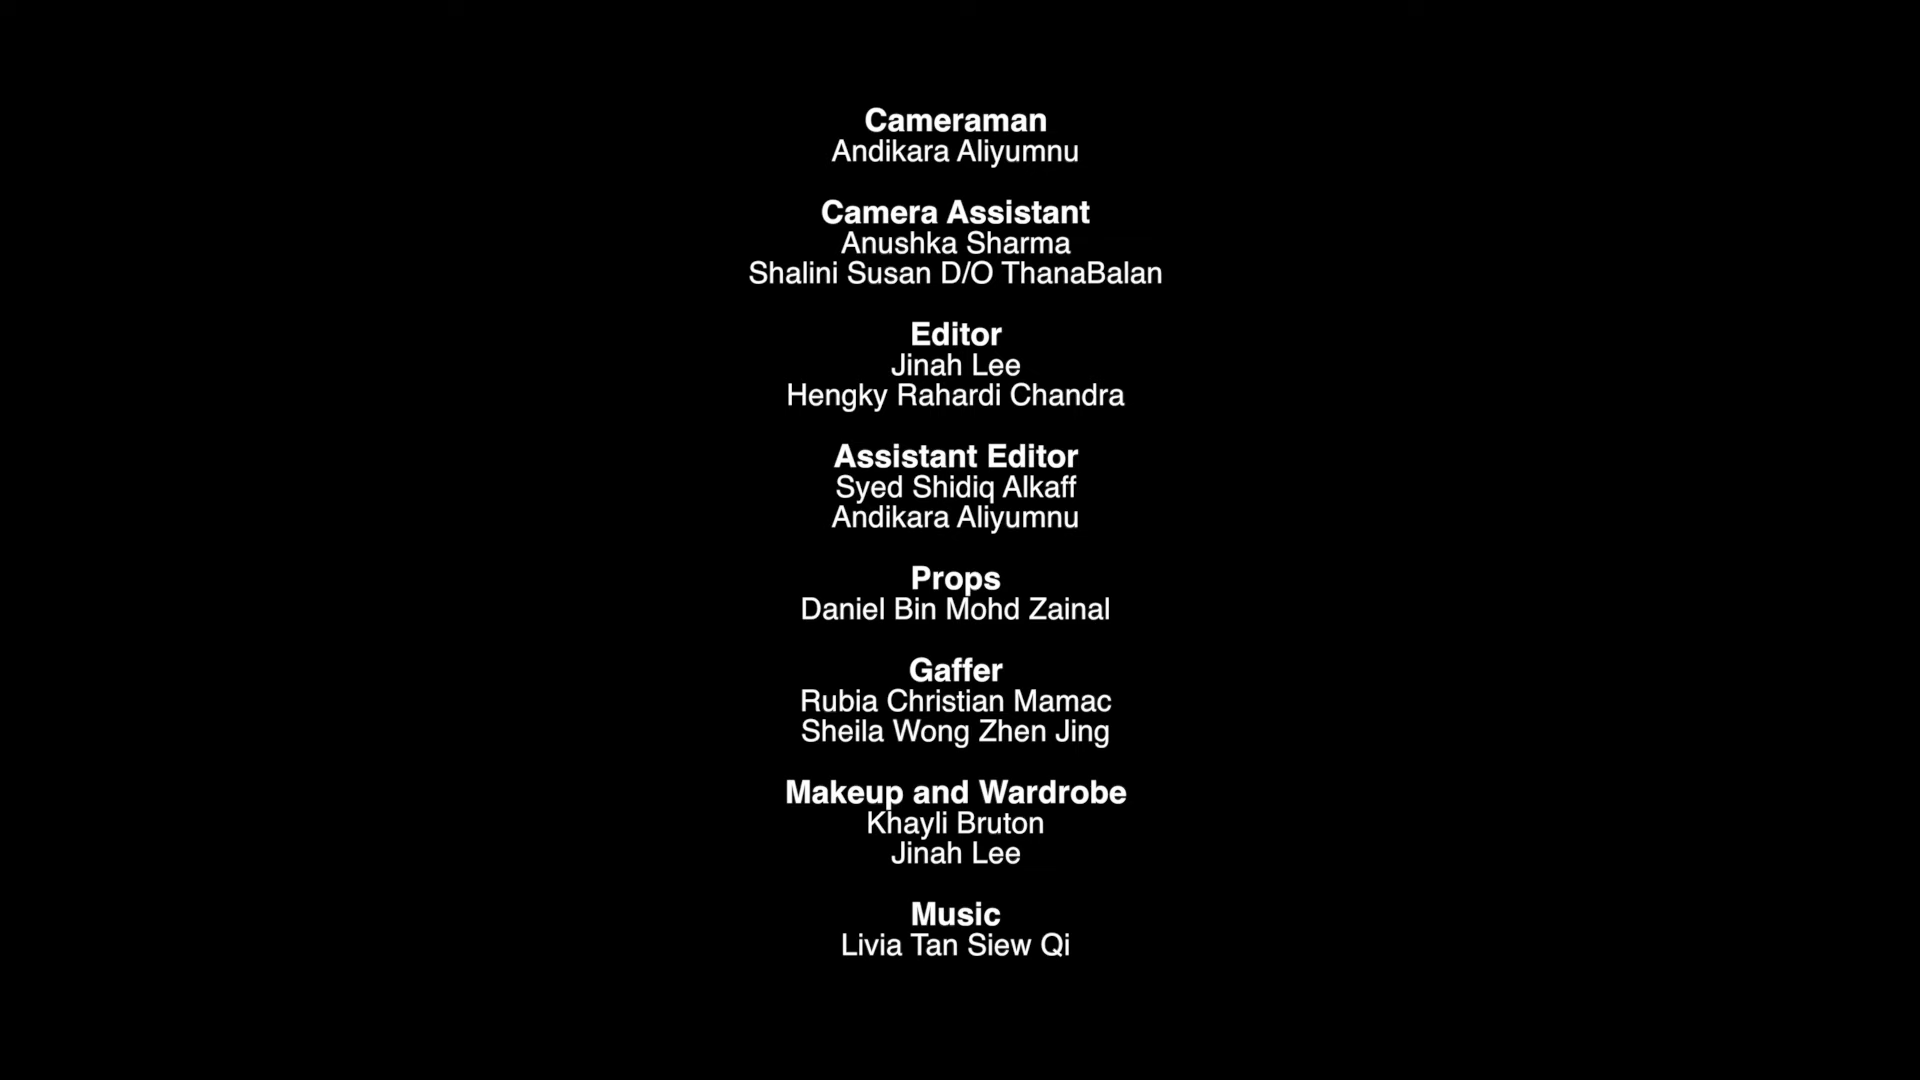 Cameraman
Andikara Aliyumnu
Camera Assistant
Anushka Sharma
Shalini Susan D/O ThanaBalan
Editor
Jinah Lee
Hengky Rahardi Chandra
Assistant Editor
Syed Shidiq Alkaff
Andikara Aliyumnu
Props
Daniel Bin Mohd Zainal
Gaffer
Rubia Christian Mamac
Sheila Wong Zhen Jing
Makeup and Wardrobe
Khayli Bruton
Jinah Lee
Music
Livia Tan Siew Qi